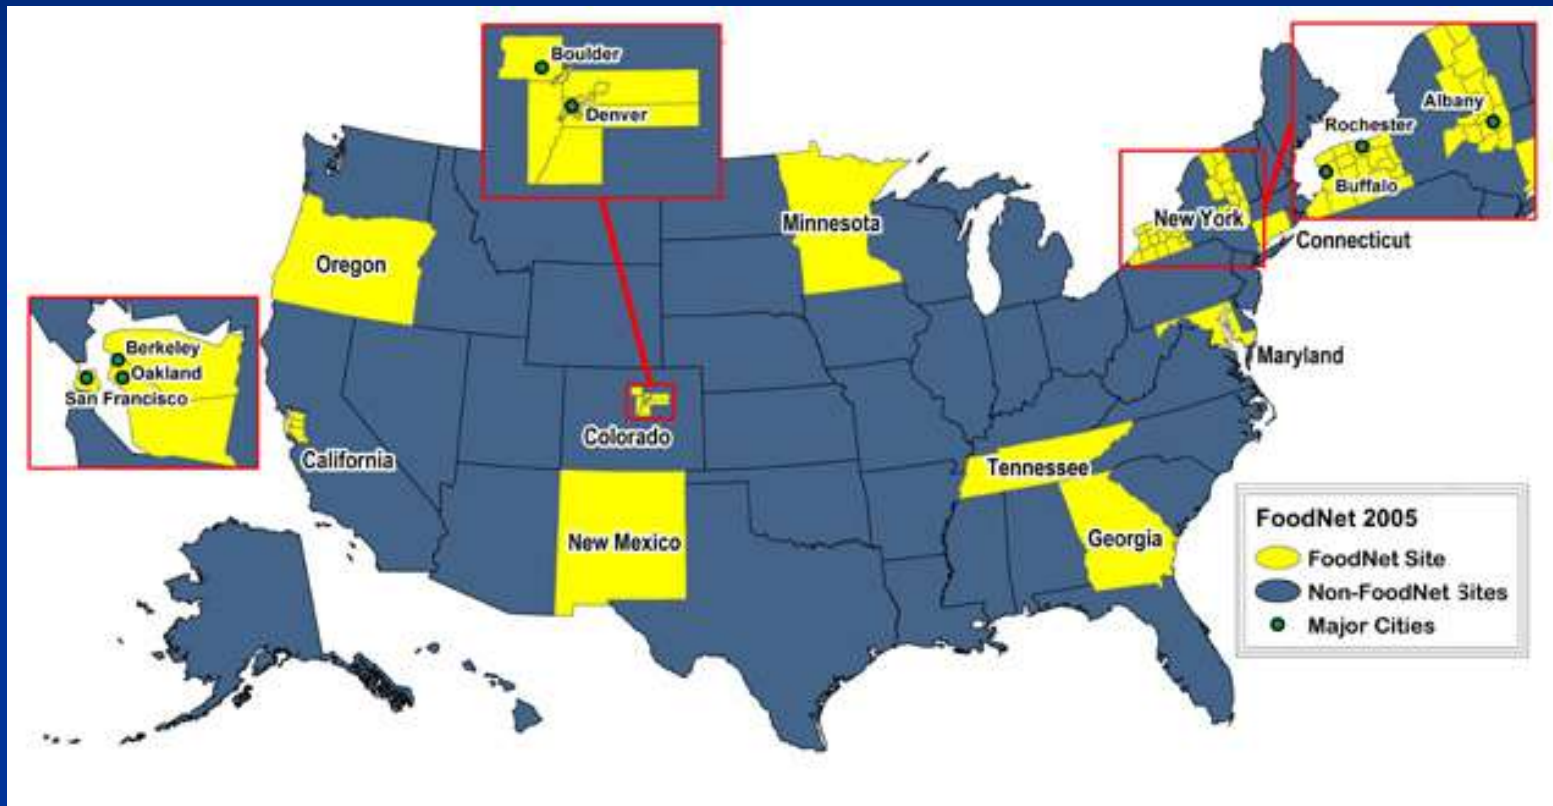 Boulder
Denver
Albany
Rochester
Buffalo
New York
Connecticut
Minnesota
Oregon
Berkeley
Oakland
San Francisco
Maryland
Colorado
California
Tennessee
New Mexico
Georgia
FoodNet 2005
FoodNet Site
Non-FoodNet Sites
Major Cities